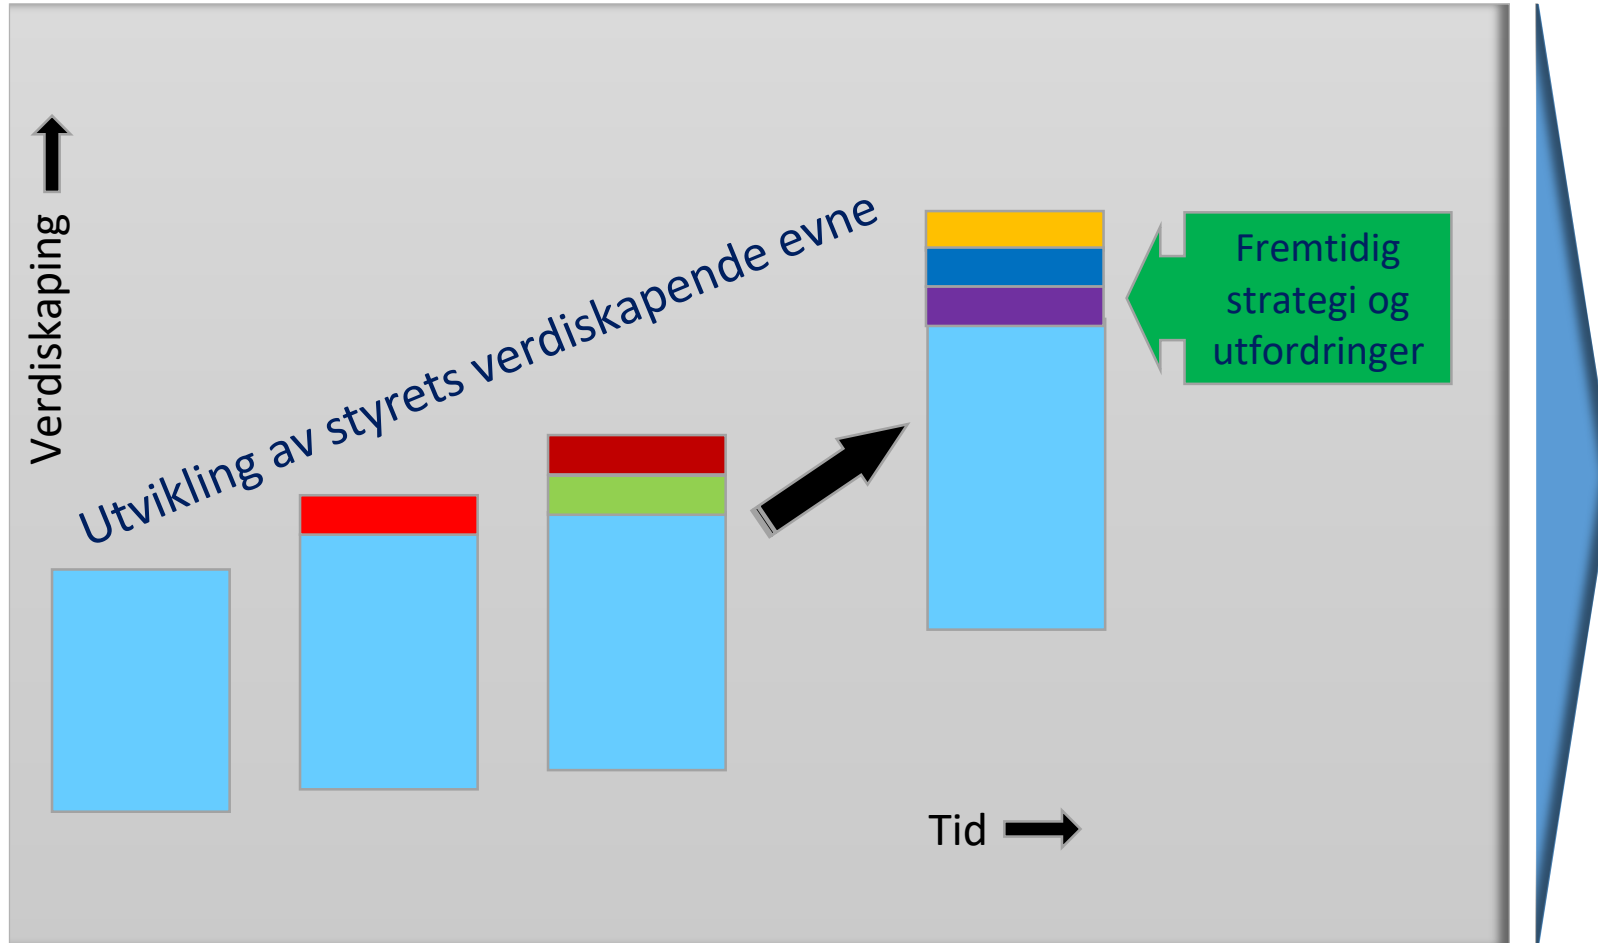 Verdiskaping
Utvikling av styrets verdiskapende evne
Fremtidig
strategi og
utfordringer
Tid